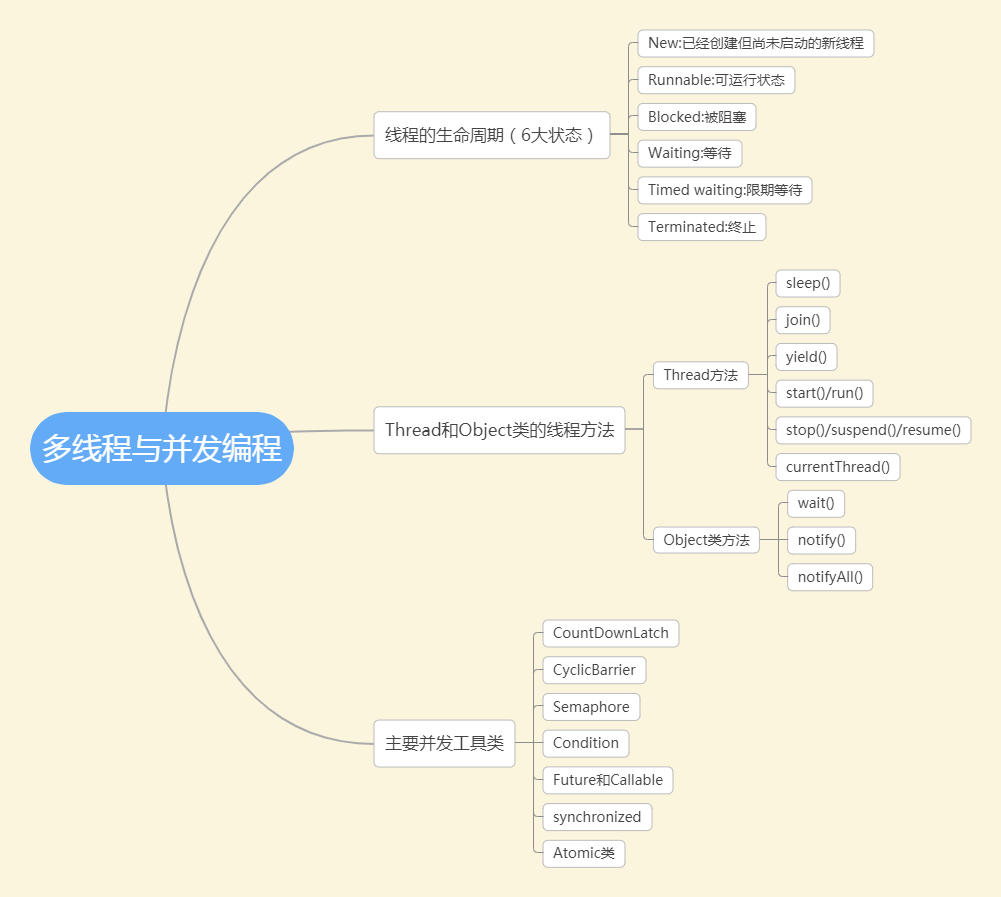 多线程与并发编程
线程的生命周期（6大状态）
New:已经创建但尚未启动的新线程
Runnable:可运行状态
Blocked:被阻塞
Waiting:等待
Timed waiting:限期等待
Terminated:终止
Thread和Object类的线程方法
Thread方法
sleep()
join()
yield()
start()/run()
stop()/suspend()/resume()
currentThread()
Object类方法
wait()
notify()
notifyAll()
主要并发工具类
CountDownLatch
CyclicBarrier
Semaphore
Condition
Future和Callable
synchronized
Atomic类